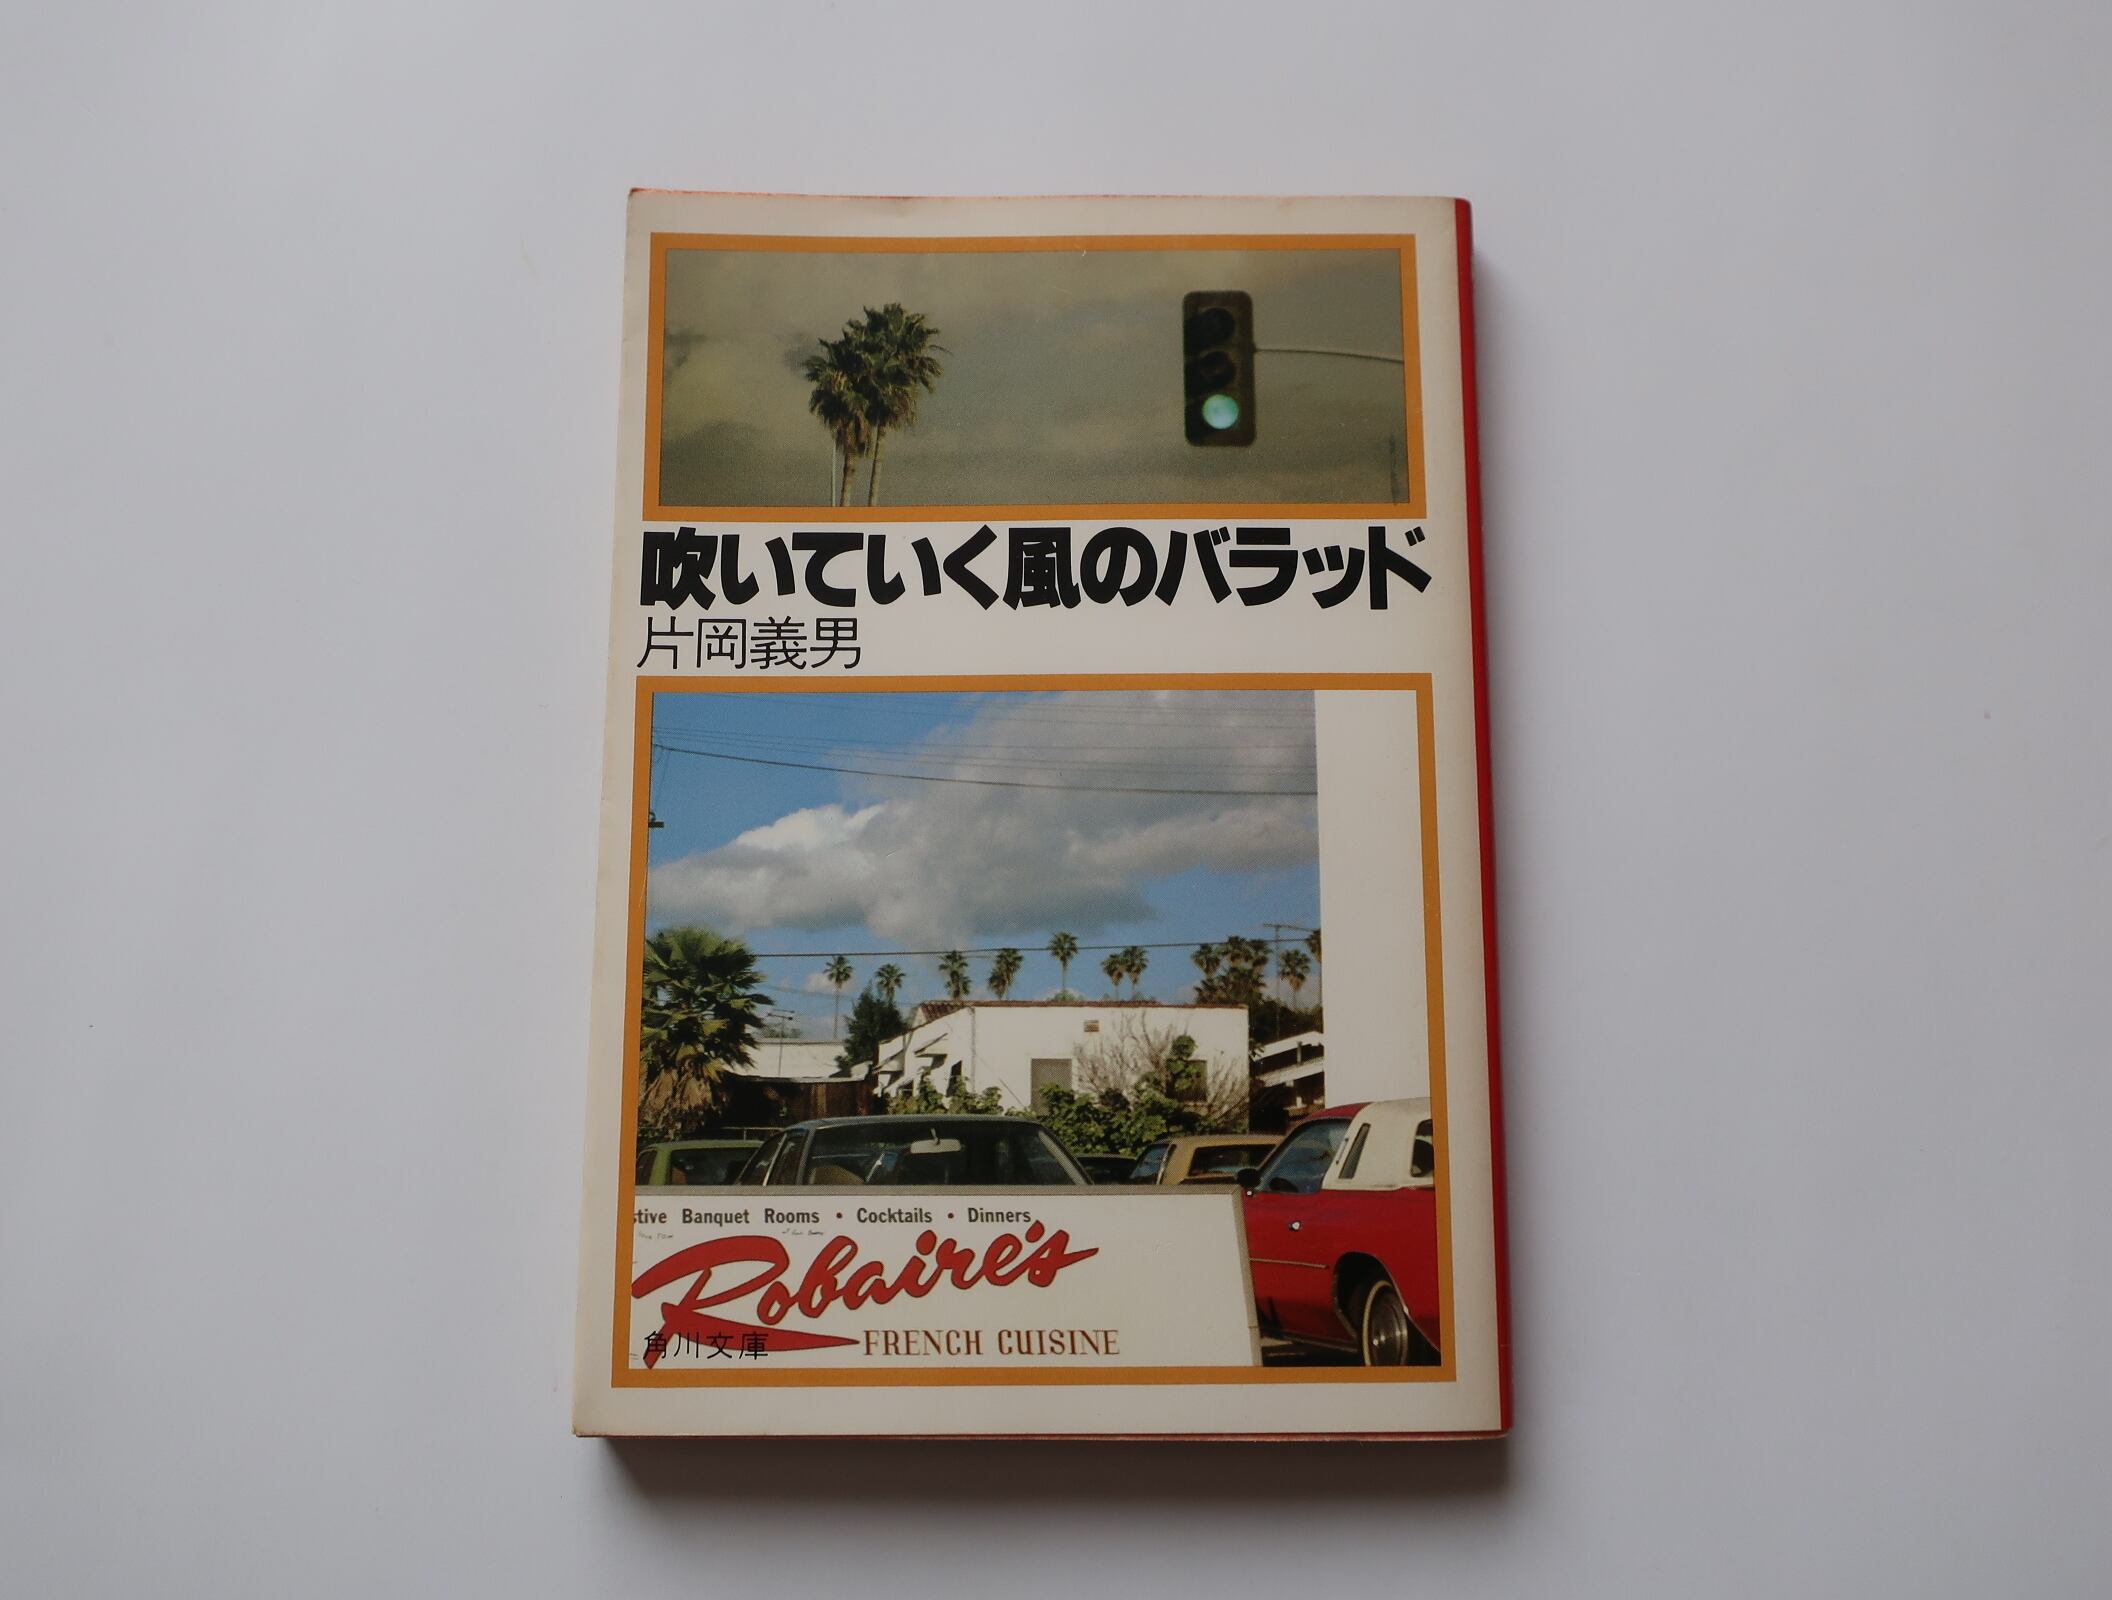 吹いていく風のバラッド
片岡義男
stive Banquet Rooms • Cocktails • Dinners
Robaire's
FRENCH CUISINE
角川文庫